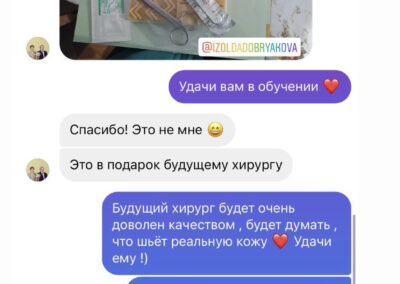 @IZOLDADOBRYAKOVA
Удачи вам в обучении ❤️
Спасибо! Это не мне 😄
Это в подарок будущему хирургу
Будущий хирург будет очень
доволен качеством , будет думать ,
что шьёт реальную кожу ❤️ Удачи
ему !)